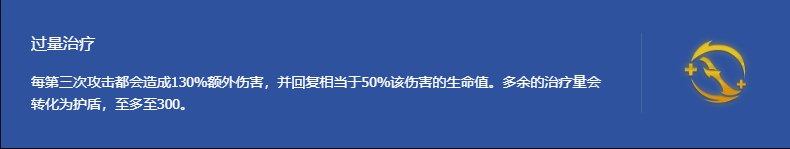 过量治疗
每第三次攻击都会造成130%额外伤害，并回复相当于50%该伤害的生命值。多余的治疗量会
转化为护盾，至多至300。